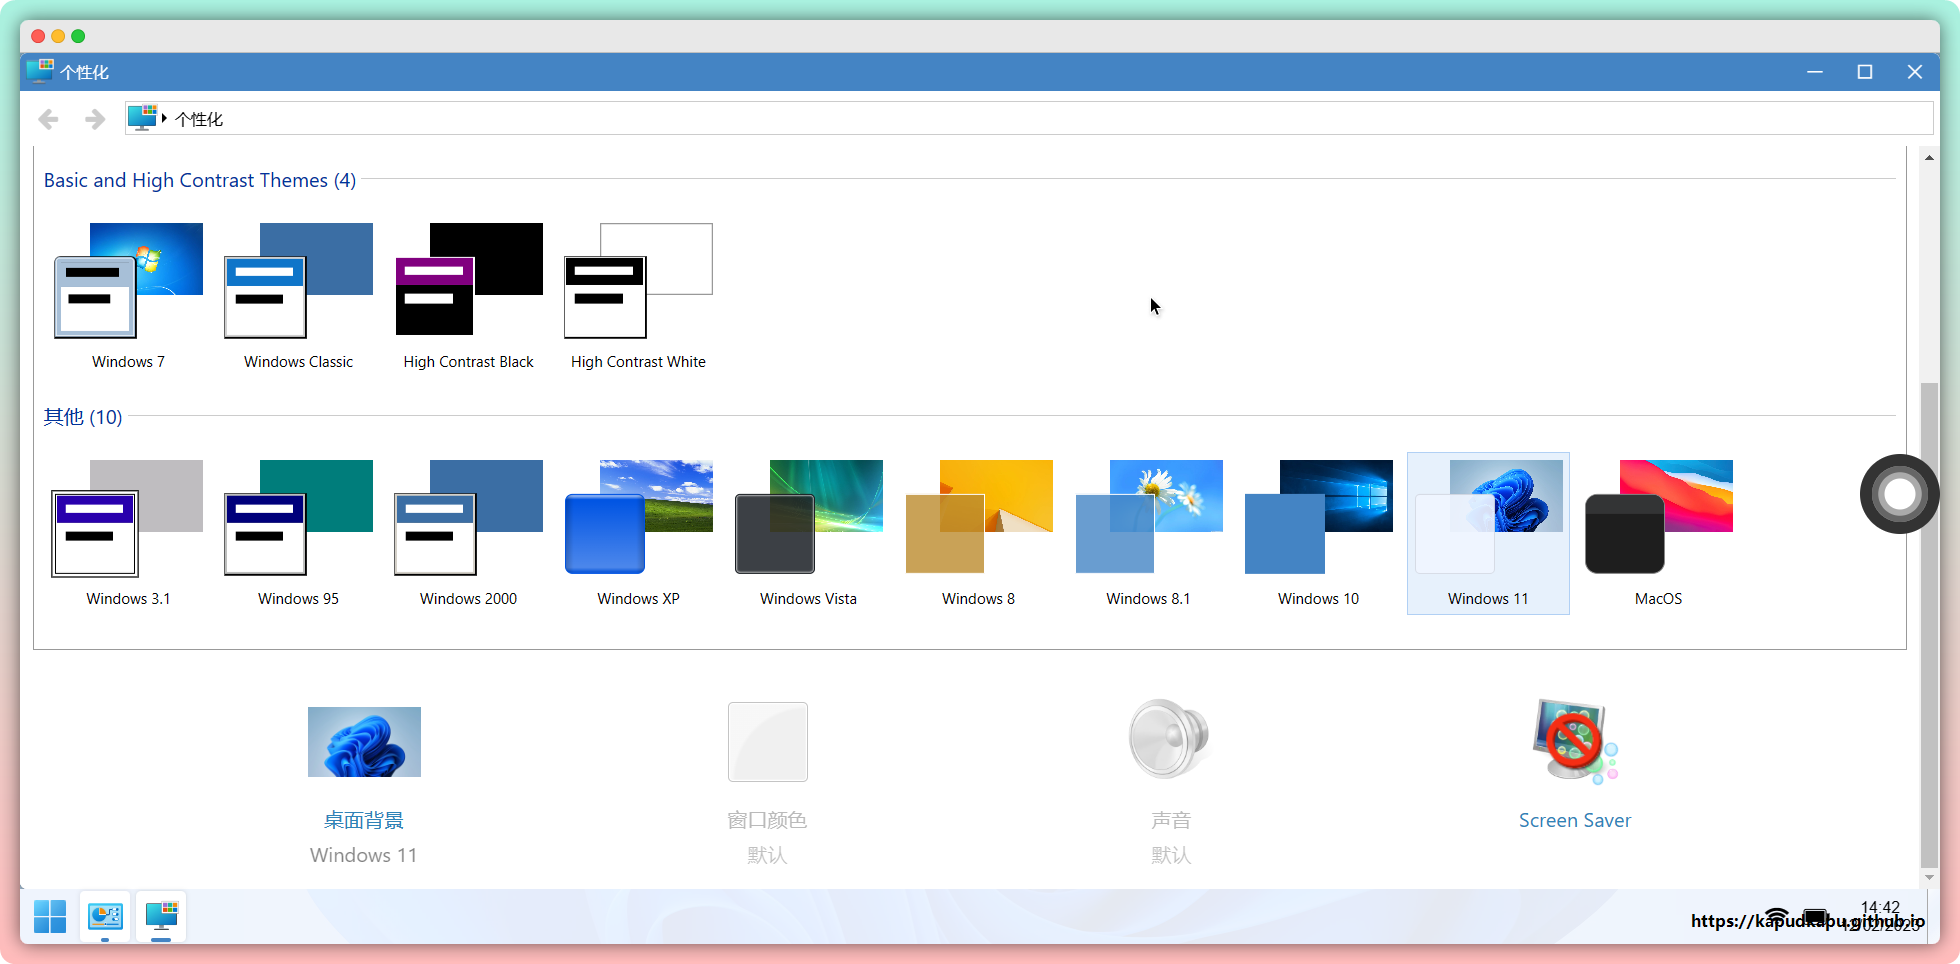 个性化
个性化
Basic and High Contrast Themes (4)
Windows 7
Windows Classic
High Contrast Black
High Contrast White
其他 (10)
Windows 3.1
Windows 95
Windows 2000
Windows XP
Windows Vista
Windows 8
Windows 8.1
Windows 10
Windows 11
MacOS
桌面背景
窗口颜色
声音
Screen Saver
Windows 11
默认
默认
14:42
https://kapudkapu.github.io